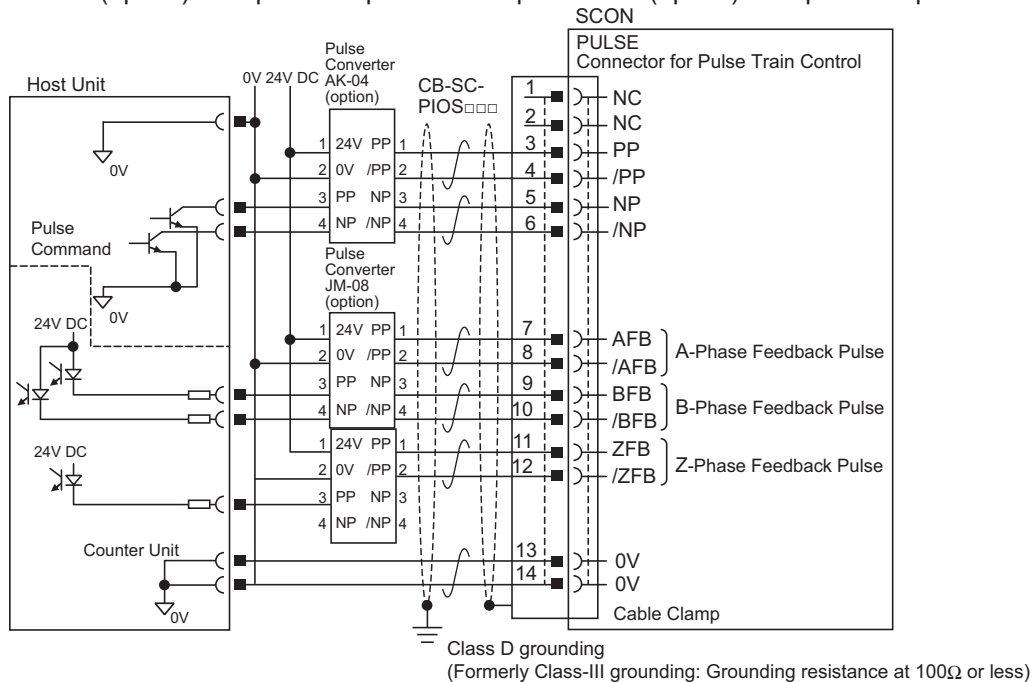 SCON
PULSE
Connector for Pulse Train Control
Host Unit
0V 24V DC
Pulse
Converter
AK-04
(option)
CB-SC-
PIOS□□□
0V
Pulse
Command
0V
1 24V PP 1
2 0V /PP 2
3 PP NP 3
4 NP /NP 4
1 NC
2 NC
3 PP
4 /PP
5 NP
6 /NP
Pulse
Converter
JM-08
(option)
24V DC
1 24V PP 1
2 0V /PP 2
3 PP NP 3
4 NP /NP 4
7 AFB
8 /AFB
A-Phase Feedback Pulse
9 BFB
10 /BFB
B-Phase Feedback Pulse
24V DC
1 24V PP 1
2 0V /PP 2
3 PP NP 3
4 NP /NP 4
11 ZFB
12 /ZFB
Z-Phase Feedback Pulse
Counter Unit
0V
13 0V
14 0V
Cable Clamp
Class D grounding
(Formerly Class-III grounding: Grounding resistance at 100Ω or less)